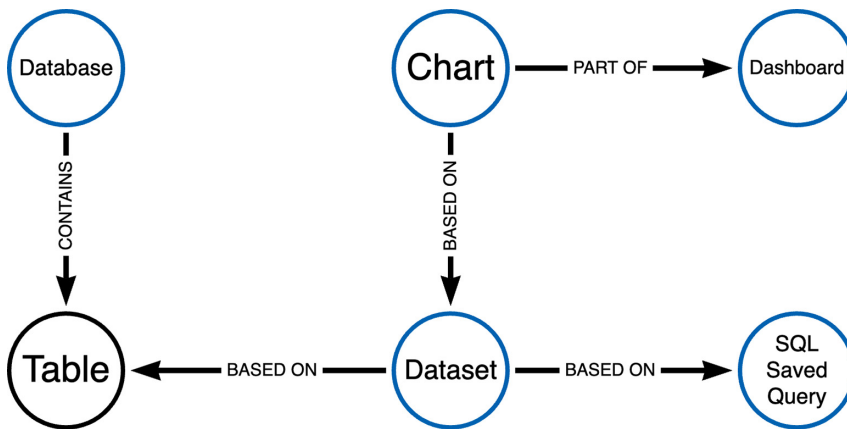 Database
Chart
PART OF
Dashboard
CONTAINS
BASED ON
Table
BASED ON
Dataset
BASED ON
SQL
Saved
Query